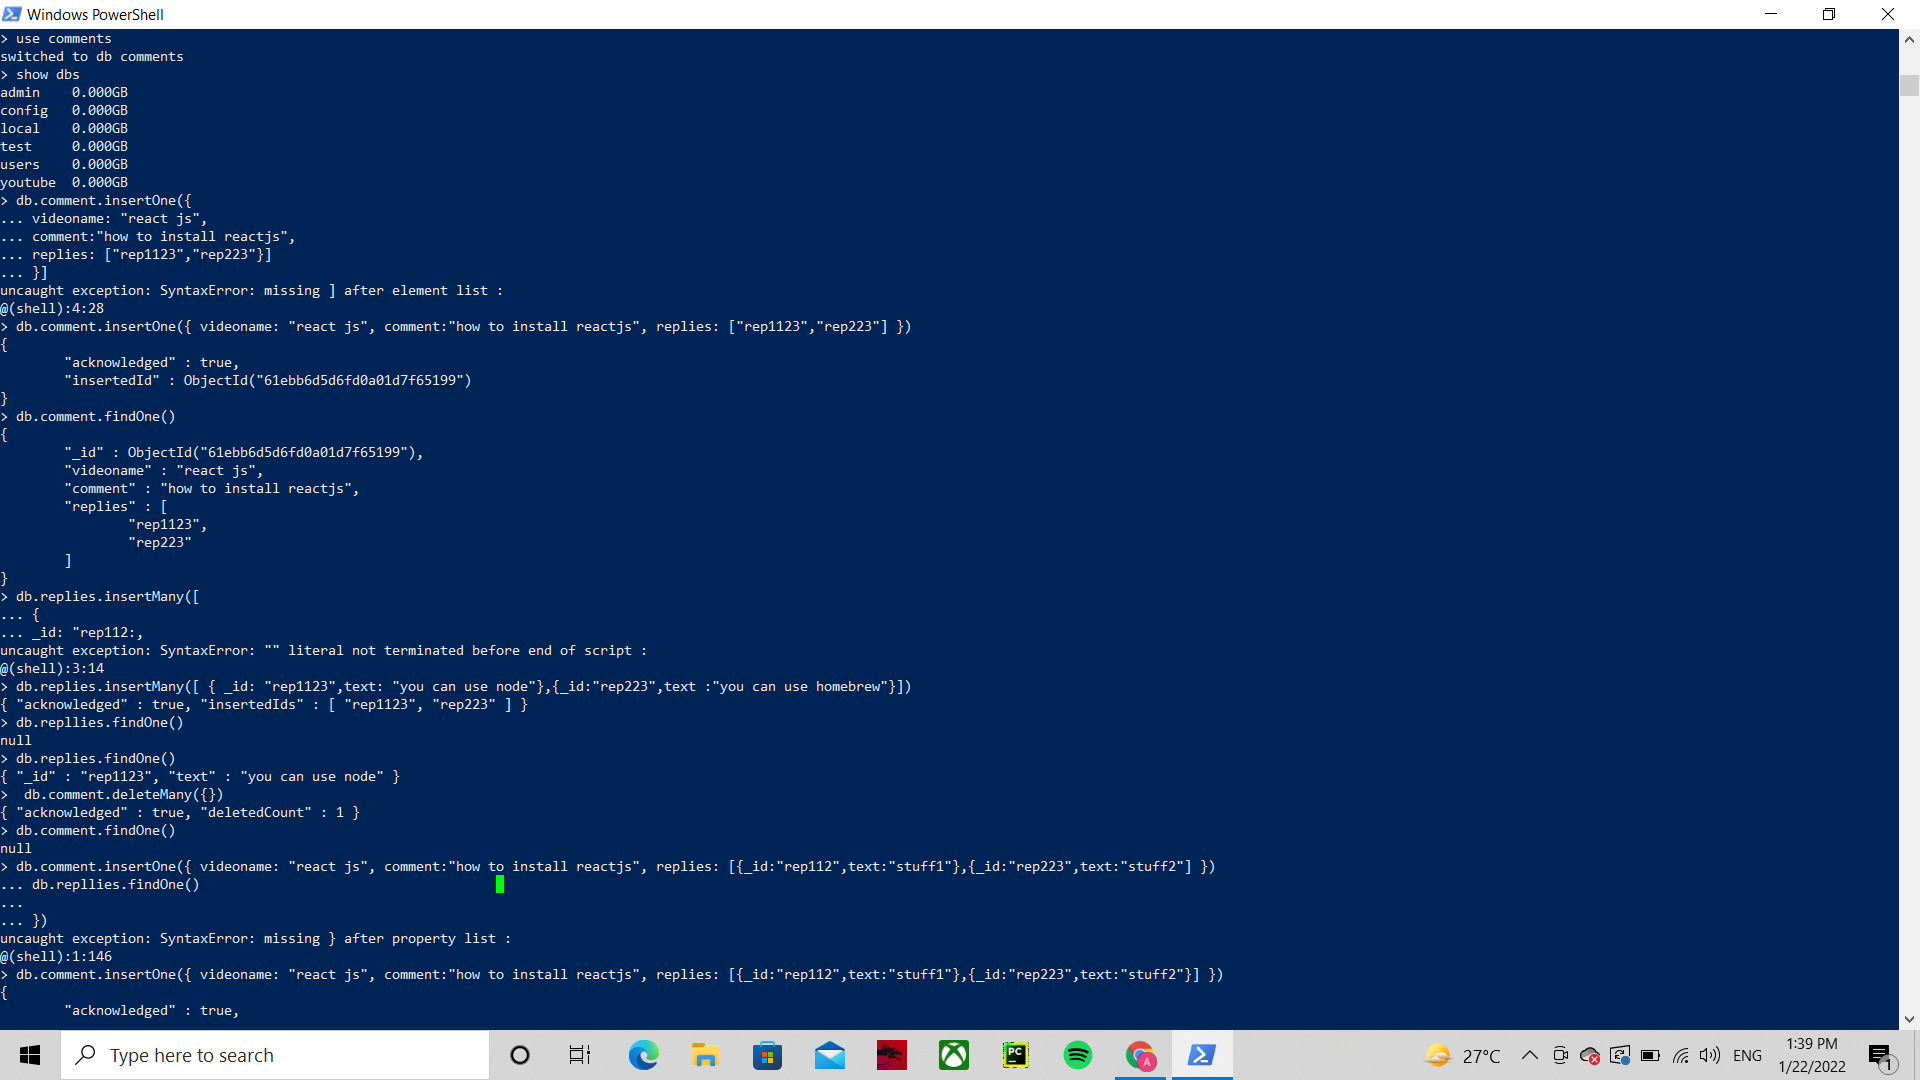 Windows PowerShell
> use comments
switched to db comments
> show dbs
admin    0.000GB
config   0.000GB
local    0.000GB
test     0.000GB
users    0.000GB
youtube  0.000GB
> db.comment.insertOne({
... videoname: "react js",
... comment:"how to install reactjs",
... replies: ["rep1123","rep223"}]
... }]
uncaught exception: SyntaxError: missing ] after element list :
@(shell):4:28
> db.comment.insertOne({ videoname: "react js", comment:"how to install reactjs", replies: ["rep1123","rep223"] })
{
        "acknowledged" : true,
        "insertedId" : ObjectId("61ebb6d5d6fd0a01d7f65199")
}
> db.comment.findOne()
{
        "_id" : ObjectId("61ebb6d5d6fd0a01d7f65199"),
        "videoname" : "react js",
        "comment" : "how to install reactjs",
        "replies" : [
                "rep1123",
                "rep223"
        ]
}
> db.replies.insertMany([
... {
... _id: "rep112:,
uncaught exception: SyntaxError: "" literal not terminated before end of script :
@(shell):3:14
> db.replies.insertMany([ { _id: "rep1123",text: "you can use node"},{_id:"rep223",text :"you can use homebrew"}])
{ "acknowledged" : true, "insertedIds" : [ "rep1123", "rep223" ] }
> db.repllies.findOne()
null
> db.replies.findOne()
{ "_id" : "rep1123", "text" : "you can use node" }
>  db.comment.deleteMany({})
{ "acknowledged" : true, "deletedCount" : 1 }
> db.comment.findOne()
null
> db.comment.insertOne({ videoname: "react js", comment:"how to install reactjs", replies: [{_id:"rep112",text:"stuff1"},{_id:"rep223",text:"stuff2"] })
... db.repllies.findOne()
...
... })
uncaught exception: SyntaxError: missing } after property list :
@(shell):1:146
> db.comment.insertOne({ videoname: "react js", comment:"how to install reactjs", replies: [{_id:"rep112",text:"stuff1"},{_id:"rep223",text:"stuff2"}] })
{
        "acknowledged" : true,
Type here to search
PC
A
27°C
ENG
1:39 PM
1/22/2022
1